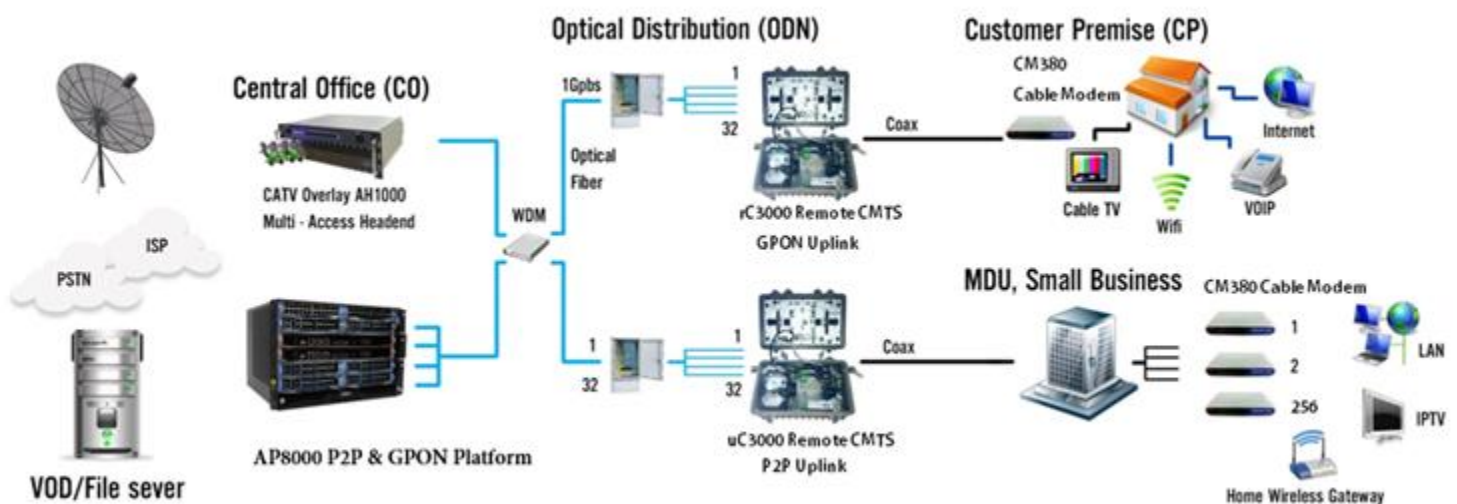 Optical Distribution (ODN)
Customer Premise (CP)
Central Office (CO)
1Gpbs
1
32
CM380
Cable Modem
Internet
Coax
Optical
Fiber
CATV Overlay AH1000
Multi - Access Headend
WDM
rC3000 Remote CMTS
GPON Uplink
Cable TV
Wifi
VOIP
ISP
PSTN
MDU, Small Business
CM380 Cable Modem
1
32
1
32
Coax
1
2
256
LAN
IPTV
uC3000 Remote CMTS
P2P Uplink
AP8000 P2P & GPON Platform
VOD/File sever
Home Wireless Gateway